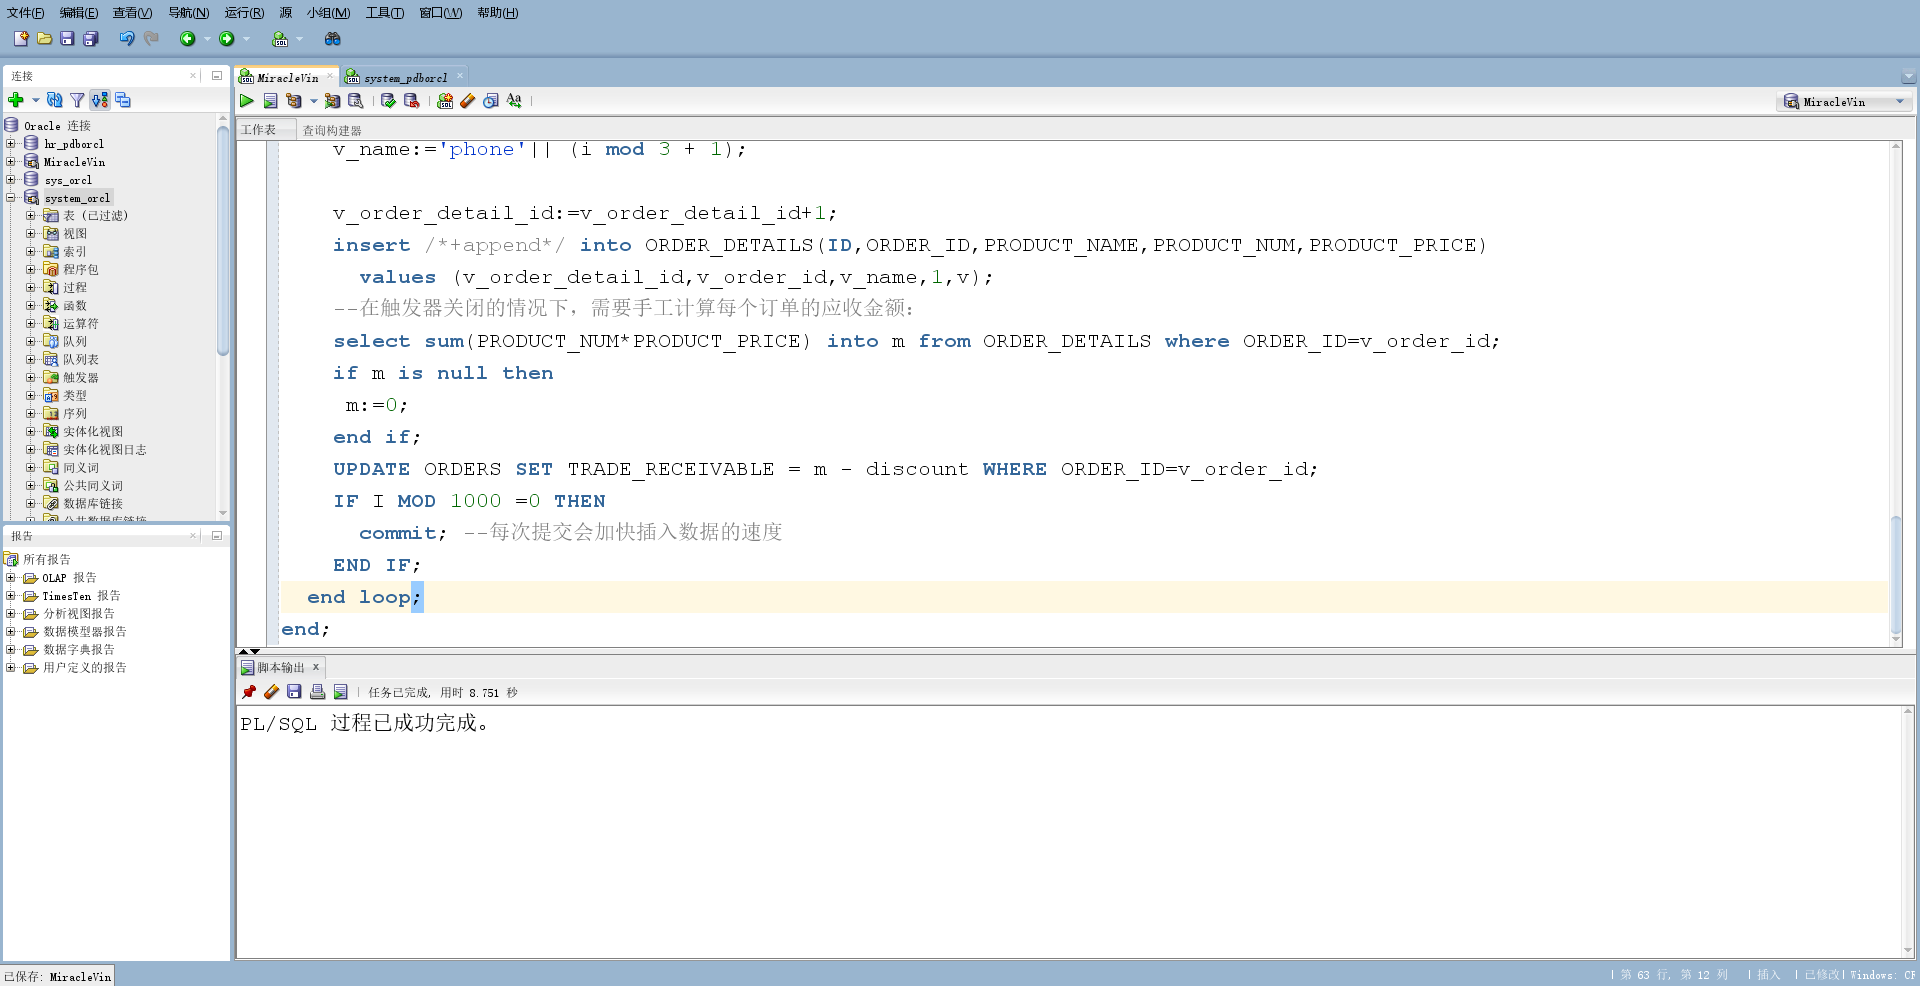 文件(F) 编辑(E) 查看(V) 导航(N) 运行(R) 源 小组(M) 工具(T) 窗口(W) 帮助(H)
连接
Oracle 连接
hr_pdborcl
MiracleVin
sys_orcl
system_orcl
表 (已过滤)
视图
索引
程序包
过程
函数
运算符
队列
队列表
触发器
类型
序列
实体化视图
实体化视图日志
同义词
公共同义词
数据库链接
公共数据库链接
报告
所有报告
OLAP 报告
TimesTen 报告
分析视图报告
数据模型器报告
数据字典报告
用户定义的报告
MiracleVin system_pdborcl
MiracleVin
工作表 查询构建器
v_name:='phone'|| (i mod 3 + 1);
v_order_detail_id:=v_order_detail_id+1;
insert /*+append*/ into ORDER_DETAILS(ID,ORDER_ID,PRODUCT_NAME,PRODUCT_NUM,PRODUCT_PRICE)
values (v_order_detail_id,v_order_id,v_name,1,v);
--在触发器关闭的情况下，需要手工计算每个订单的应收金额：
select sum(PRODUCT_NUM*PRODUCT_PRICE) into m from ORDER_DETAILS where ORDER_ID=v_order_id;
if m is null then
m:=0;
end if;
UPDATE ORDERS SET TRADE_RECEIVABLE = m - discount WHERE ORDER_ID=v_order_id;
IF I MOD 1000 =0 THEN
commit; --每次提交会加快插入数据的速度
END IF;
end loop;
end;
脚本输出
任务已完成, 用时 8.751 秒
PL/SQL 过程已成功完成。
已保存: MiracleVin
第 63 行, 第 12 列 插入 已修改 Windows: CR